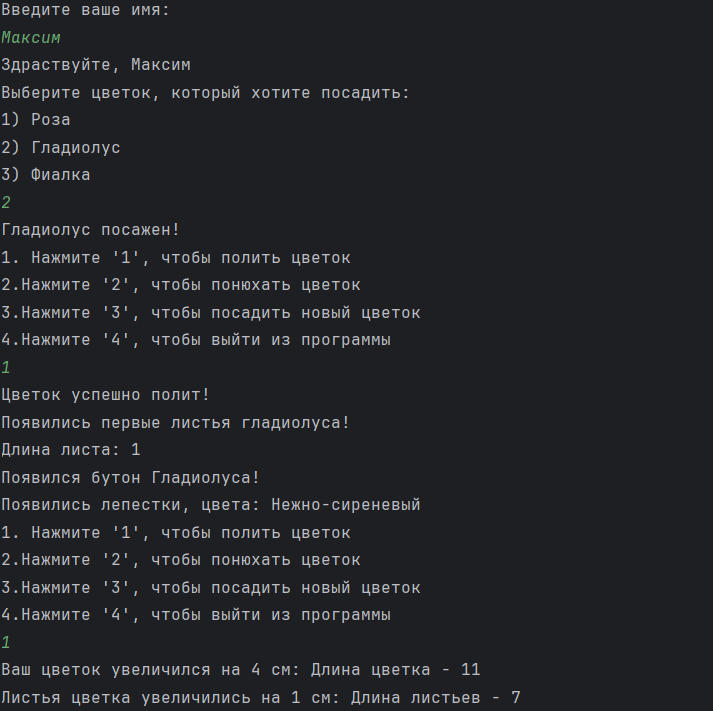 Введите ваше имя:
Максим
Здраствуйте, Максим
Выберите цветок, который хотите посадить:
1) Роза
2) Гладиолус
3) Фиалка
2
Гладиолус посажен!
1. Нажмите '1', чтобы полить цветок
2.Нажмите '2', чтобы понюхать цветок
3.Нажмите '3', чтобы посадить новый цветок
4.Нажмите '4', чтобы выйти из программы
1
Цветок успешно полит!
Появились первые листья гладиолуса!
Длина листа: 1
Появился бутон Гладиолуса!
Появились лепестки, цвета: Нежно-сиреневый
1. Нажмите '1', чтобы полить цветок
2.Нажмите '2', чтобы понюхать цветок
3.Нажмите '3', чтобы посадить новый цветок
4.Нажмите '4', чтобы выйти из программы
1
Ваш цветок увеличился на 4 см: Длина цветка - 11
Листья цветка увеличились на 1 см: Длина листьев - 7